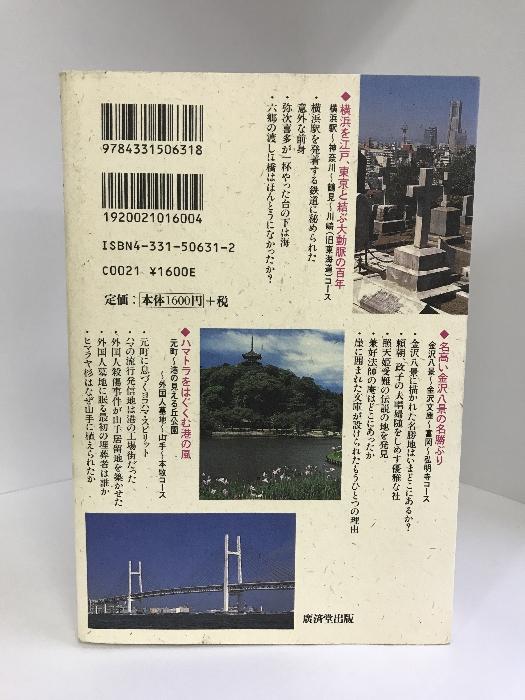 9784331506318
1920021016004
ISBN4-331-50631-2
C0021 ¥1600E
定価：本体1600円＋税
◆横浜を江戸、東京と結ぶ大動脈の百年
横浜駅〜神奈川〜鶴見〜川崎（旧東海道）コース
・横浜駅を発着する鉄道に秘められた
意外な前身
・弥次喜多が一杯やった台の下は海
・六郷の渡しに橋はほんとうになかったか？
◆名高い金沢八景の名勝ぶり
金沢八景〜金沢文庫〜富岡〜弘明寺コース
・金沢八景に描かれた名勝地はいまどこにあるか？
・頼朝、政子の夫唱婦随をしめす優雅な社
・照天姫受難の伝説の地を発見
・兼好法師の庵はどこにあったか
・崖に囲まれた文庫が設けられたもうひとつの理由
◆ハマトラをはぐくむ港の風
元町〜港の見える丘公園
〜外国人墓地〜山手〜本牧コース
・元町に息づくヨコハマ・スピリット
・ハマの流行発信地は港の工場街だった
・外国人殺傷事件が山手居留地を築かせた
・外国人墓地に眠る最初の埋葬者は誰か
・ヒマラヤ杉はなぜ山手に植えられたか
廣済堂出版